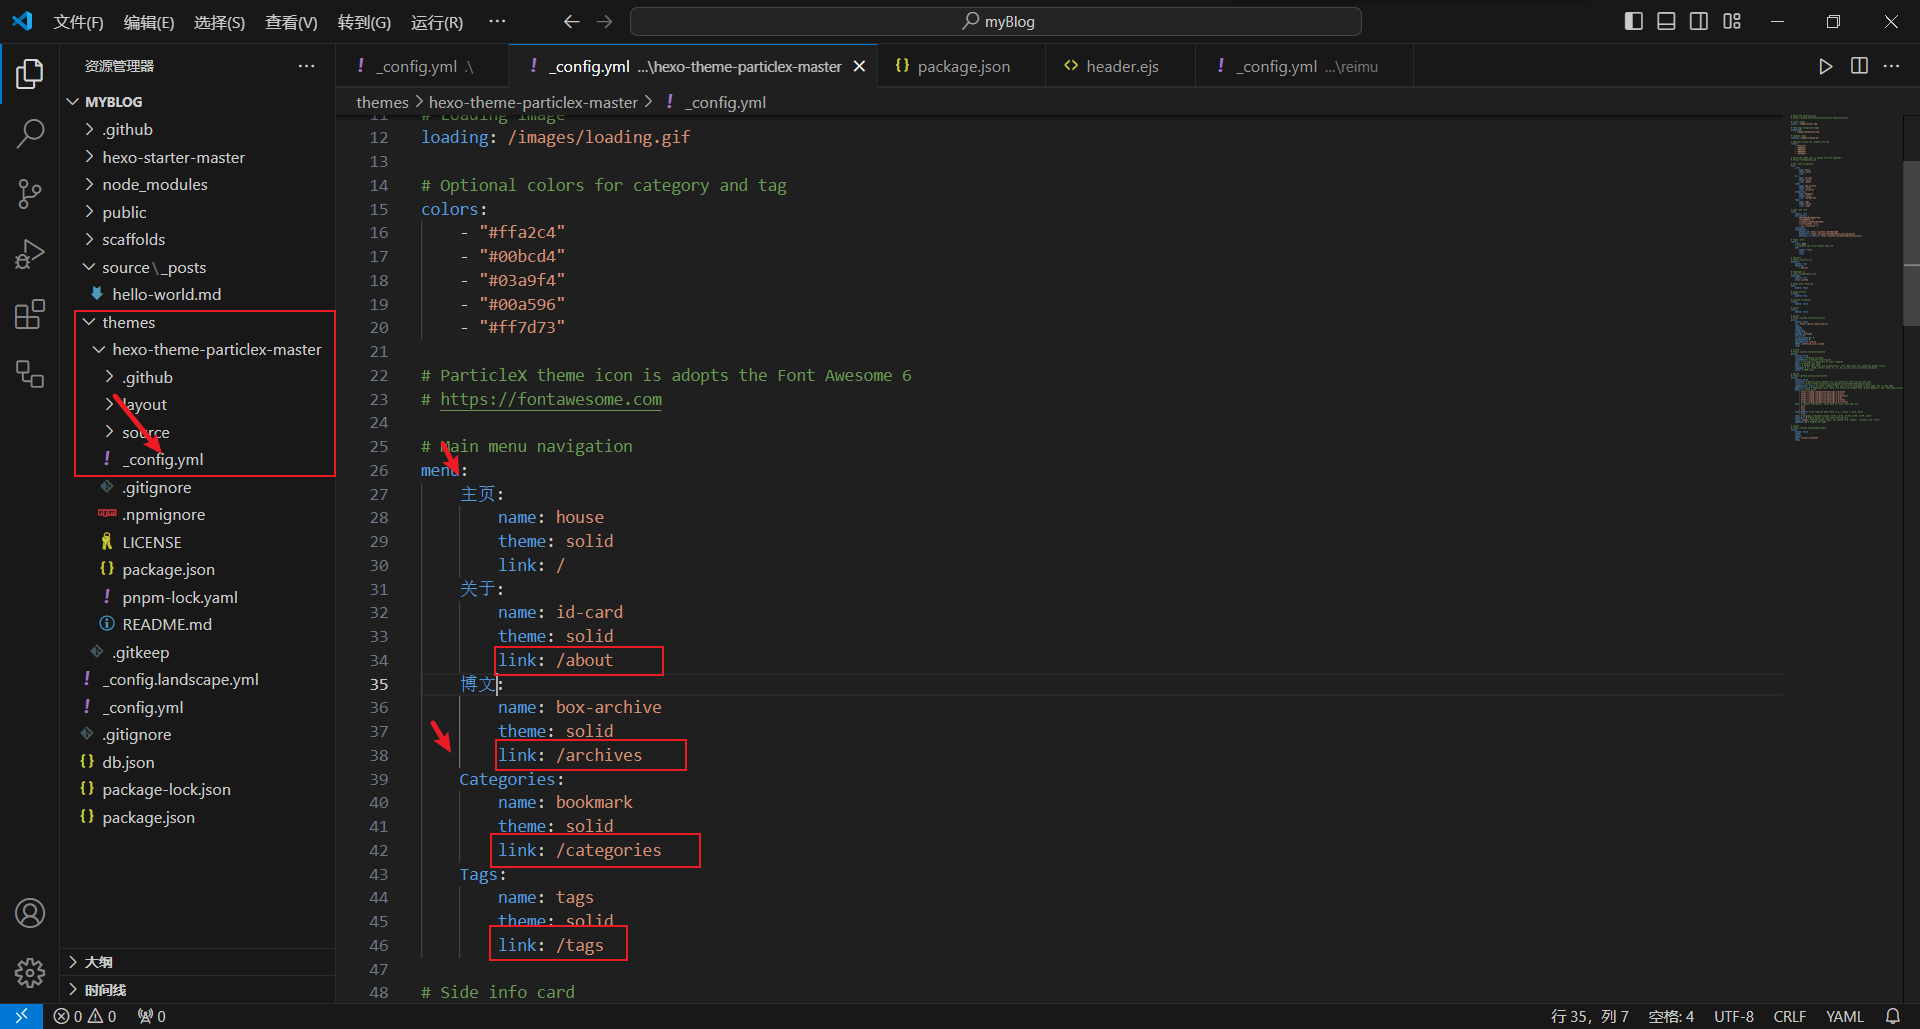 文件(F) 编辑(E) 选择(S) 查看(V) 转到(G) 运行(R) ··· myBlog
资源管理器 ···
MYBLOG
.github
hexo-starter-master
node_modules
public
scaffolds
source\_posts
hello-world.md
themes
hexo-theme-particlex-master
.github
layout
source
! _config.yml
.gitignore
.npmignore
LICENSE
{} package.json
! pnpm-lock.yaml
README.md
.gitkeep
! _config.landscape.yml
! _config.yml
.gitignore
{} db.json
{} package-lock.json
{} package.json
大纲
时间线
! _config.yml .\ ! _config.yml ...\hexo-theme-particlex-master {} package.json <> header.ejs ! _config.yml ...\reimu
themes > hexo-theme-particlex-master > ! _config.yml
11 # Loading image
12 loading: /images/loading.gif
13
14 # Optional colors for category and tag
15 colors:
16 - "#ffa2c4"
17 - "#00bcd4"
18 - "#03a9f4"
19 - "#00a596"
20 - "#ff7d73"
21
22 # ParticleX theme icon is adopts the Font Awesome 6
23 # https://fontawesome.com
24
25 # Main menu navigation
26 menu:
27 主页:
28 name: house
29 theme: solid
30 link: /
31 关于:
32 name: id-card
33 theme: solid
34 link: /about
35 博文:
36 name: box-archive
37 theme: solid
38 link: /archives
39 Categories:
40 name: bookmark
41 theme: solid
42 link: /categories
43 Tags:
44 name: tags
45 theme: solid
46 link: /tags
47
48 # Side info card
0 0 0 行 35，列 7 空格: 4 UTF-8 CRLF YAML